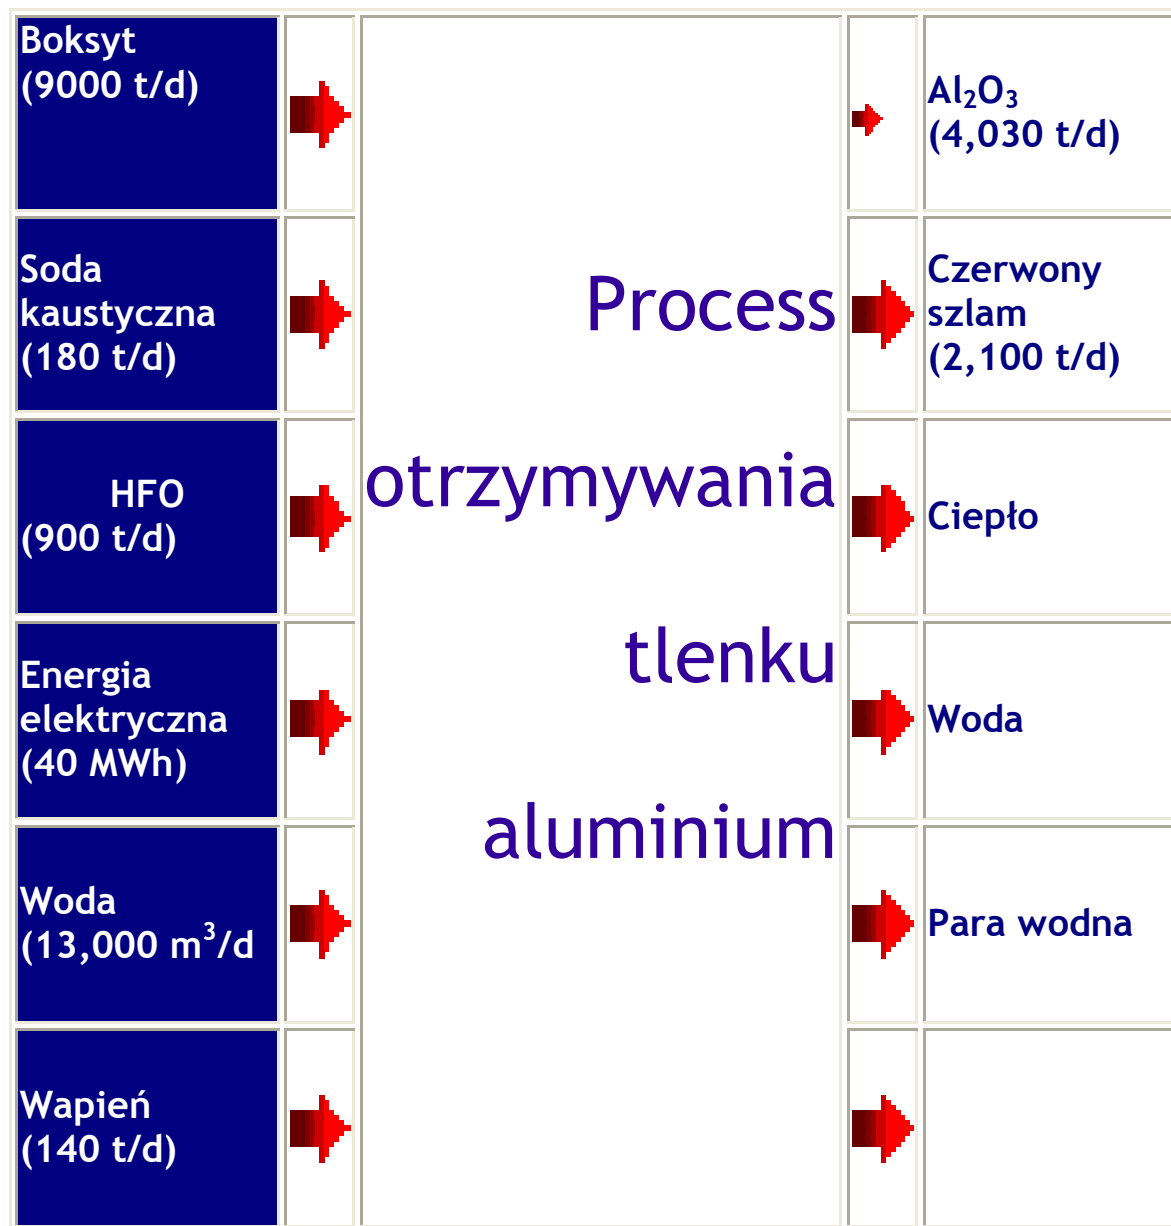 Boksyt
(9000 t/d)
Al₂O₃
(4,030 t/d)
Soda
kaustyczna
(180 t/d)
Czerwony
szlam
(2,100 t/d)
HFO
(900 t/d)
Ciepło
Energia
elektryczna
(40 MWh)
Woda
Woda
(13,000 m³/d
Para wodna
Wapień
(140 t/d)
Process
otrzymywania
tlenku
aluminium